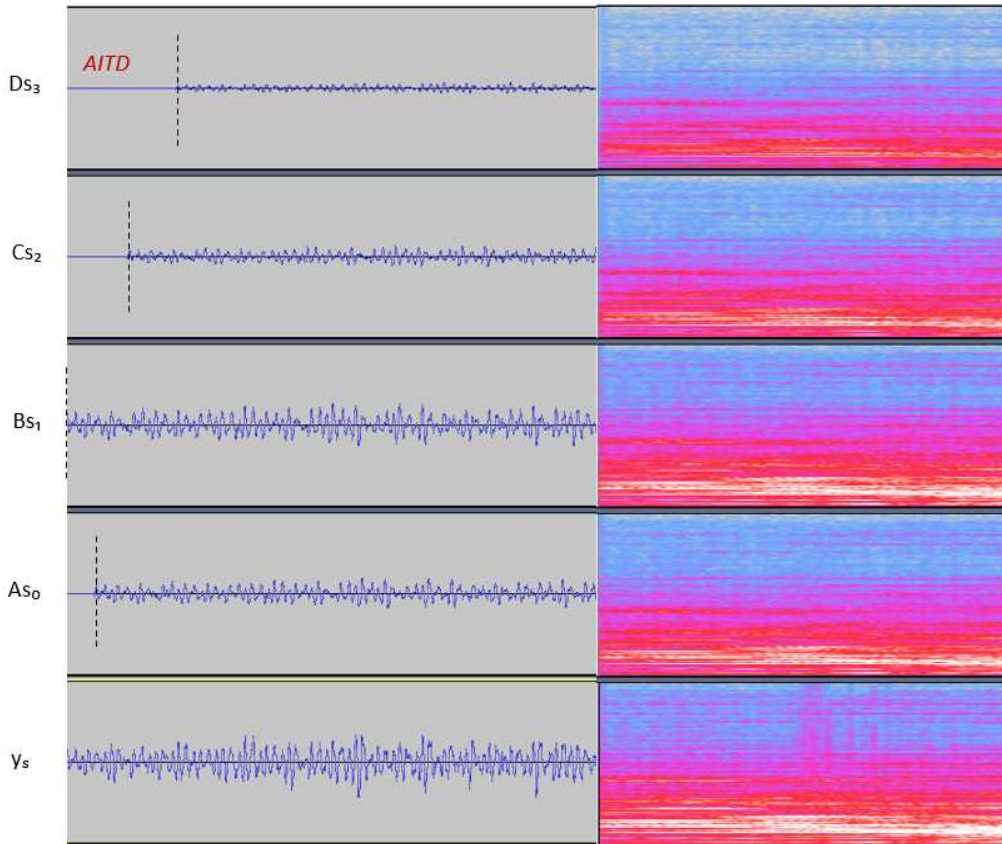 AITD
Ds₃
Cs₂
Bs₁
As₀
yₛ